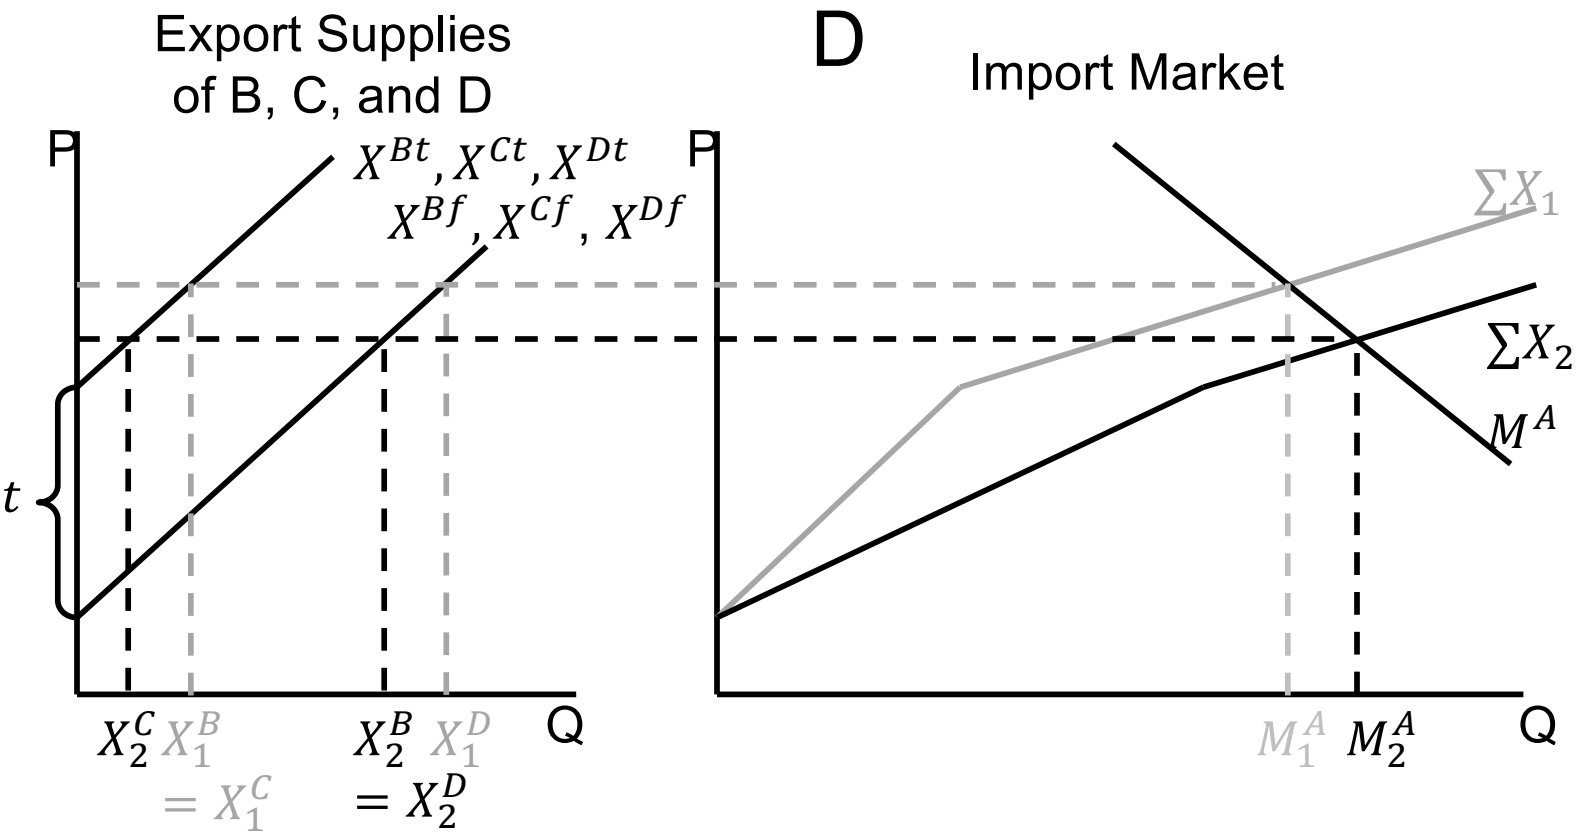 Export Supplies
of B, C, and D
D
Import Market
P
X^{Bt}, X^{Ct}, X^{Dt}
X^{Bf}, X^{Cf}, X^{Df}
P
∑X_1
∑X_2
M^A
t
Q
Q
X_2^C X_1^B
= X_1^C
X_2^B X_1^D
= X_2^D
M_1^A M_2^A